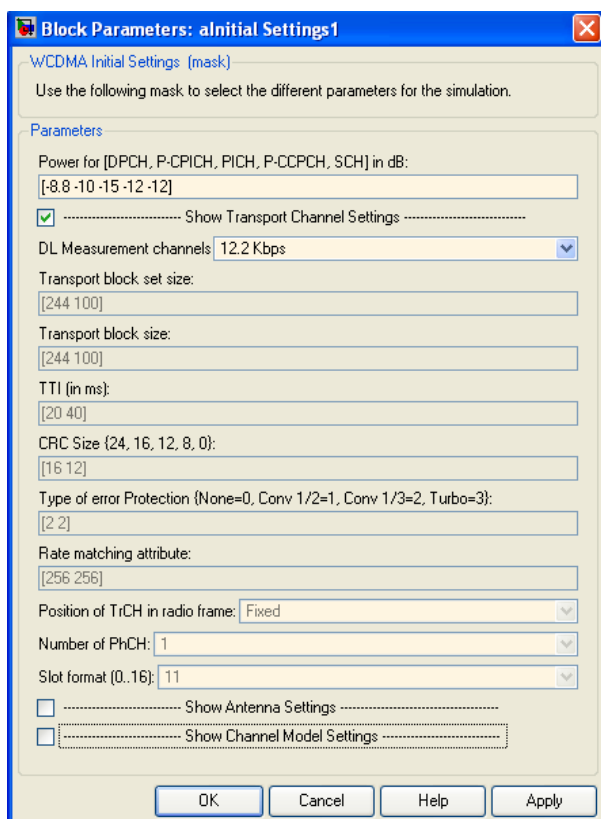 Block Parameters: aInitial Settings1
WCDMA Initial Settings (mask)
Use the following mask to select the different parameters for the simulation.
Parameters
Power for [DPCH, P-CPICH, PICH, P-CCPCH, SCH] in dB:
[-8.8 -10 -15 -12 -12]
--------------------------- Show Transport Channel Settings ----------------------------
DL Measurement channels 12.2 Kbps
Transport block set size:
[244 100]
Transport block size:
[244 100]
TTI (in ms):
[20 40]
CRC Size {24, 16, 12, 8, 0}:
[16 12]
Type of error Protection {None=0, Conv 1/2=1, Conv 1/3=2, Turbo=3}:
[2 2]
Rate matching attribute:
[256 256]
Position of TrCH in radio frame: Fixed
Number of PhCH: 1
Slot format (0..16): 11
--------------------------- Show Antenna Settings ------------------------------------
--------------------------- Show Channel Model Settings ---------------------------
OK Cancel Help Apply